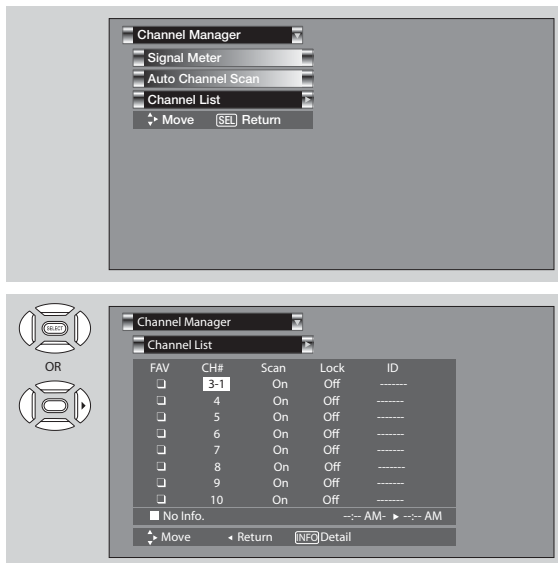 Channel Manager
Signal Meter
Auto Channel Scan
Channel List
Move SEL Return
SELECT
OR
Channel Manager
Channel List
FAV CH# Scan Lock ID
3-1 On Off -------
4 On Off -------
5 On Off -------
6 On Off -------
7 On Off -------
8 On Off -------
9 On Off -------
10 On Off -------
No Info. --:-- AM- ► --:-- AM
Move Return INFO Detail